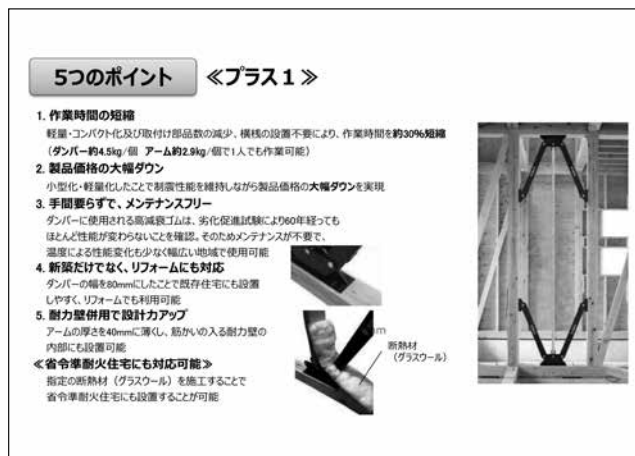 5つのポイント ≪プラス１≫
1. 作業時間の短縮
軽量・コンパクト化及び取付け部品数の減少、横桟の設置不要により、作業時間を約30%短縮
（ダンパー約4.5kg/個 アーム約2.9kg/個で1人でも作業可能）
2. 製品価格の大幅ダウン
小型化・軽量化したことで制震性能を維持しながら製品価格の大幅ダウンを実現
3. 手間要らずで、メンテナンスフリー
ダンパーに使用される高減衰ゴムは、劣化促進試験により60年経っても
ほとんど性能が変わらないことを確認。そのためメンテナンスが不要で、
温度による性能変化も少なく幅広い地域で使用可能
4. 新築だけでなく、リフォームにも対応
ダンパーの幅を80mmにしたことで既存住宅にも設置
しやすく、リフォームでも利用可能
5. 耐力壁併用で設計力アップ
アームの厚さを40mmに薄くし、筋かいの入る耐力壁の
内部にも設置可能
≪省令準耐火住宅にも対応可能≫
指定の断熱材（グラスウール）を施工することで
省令準耐火住宅にも設置することが可能
断熱材
（グラスウール）